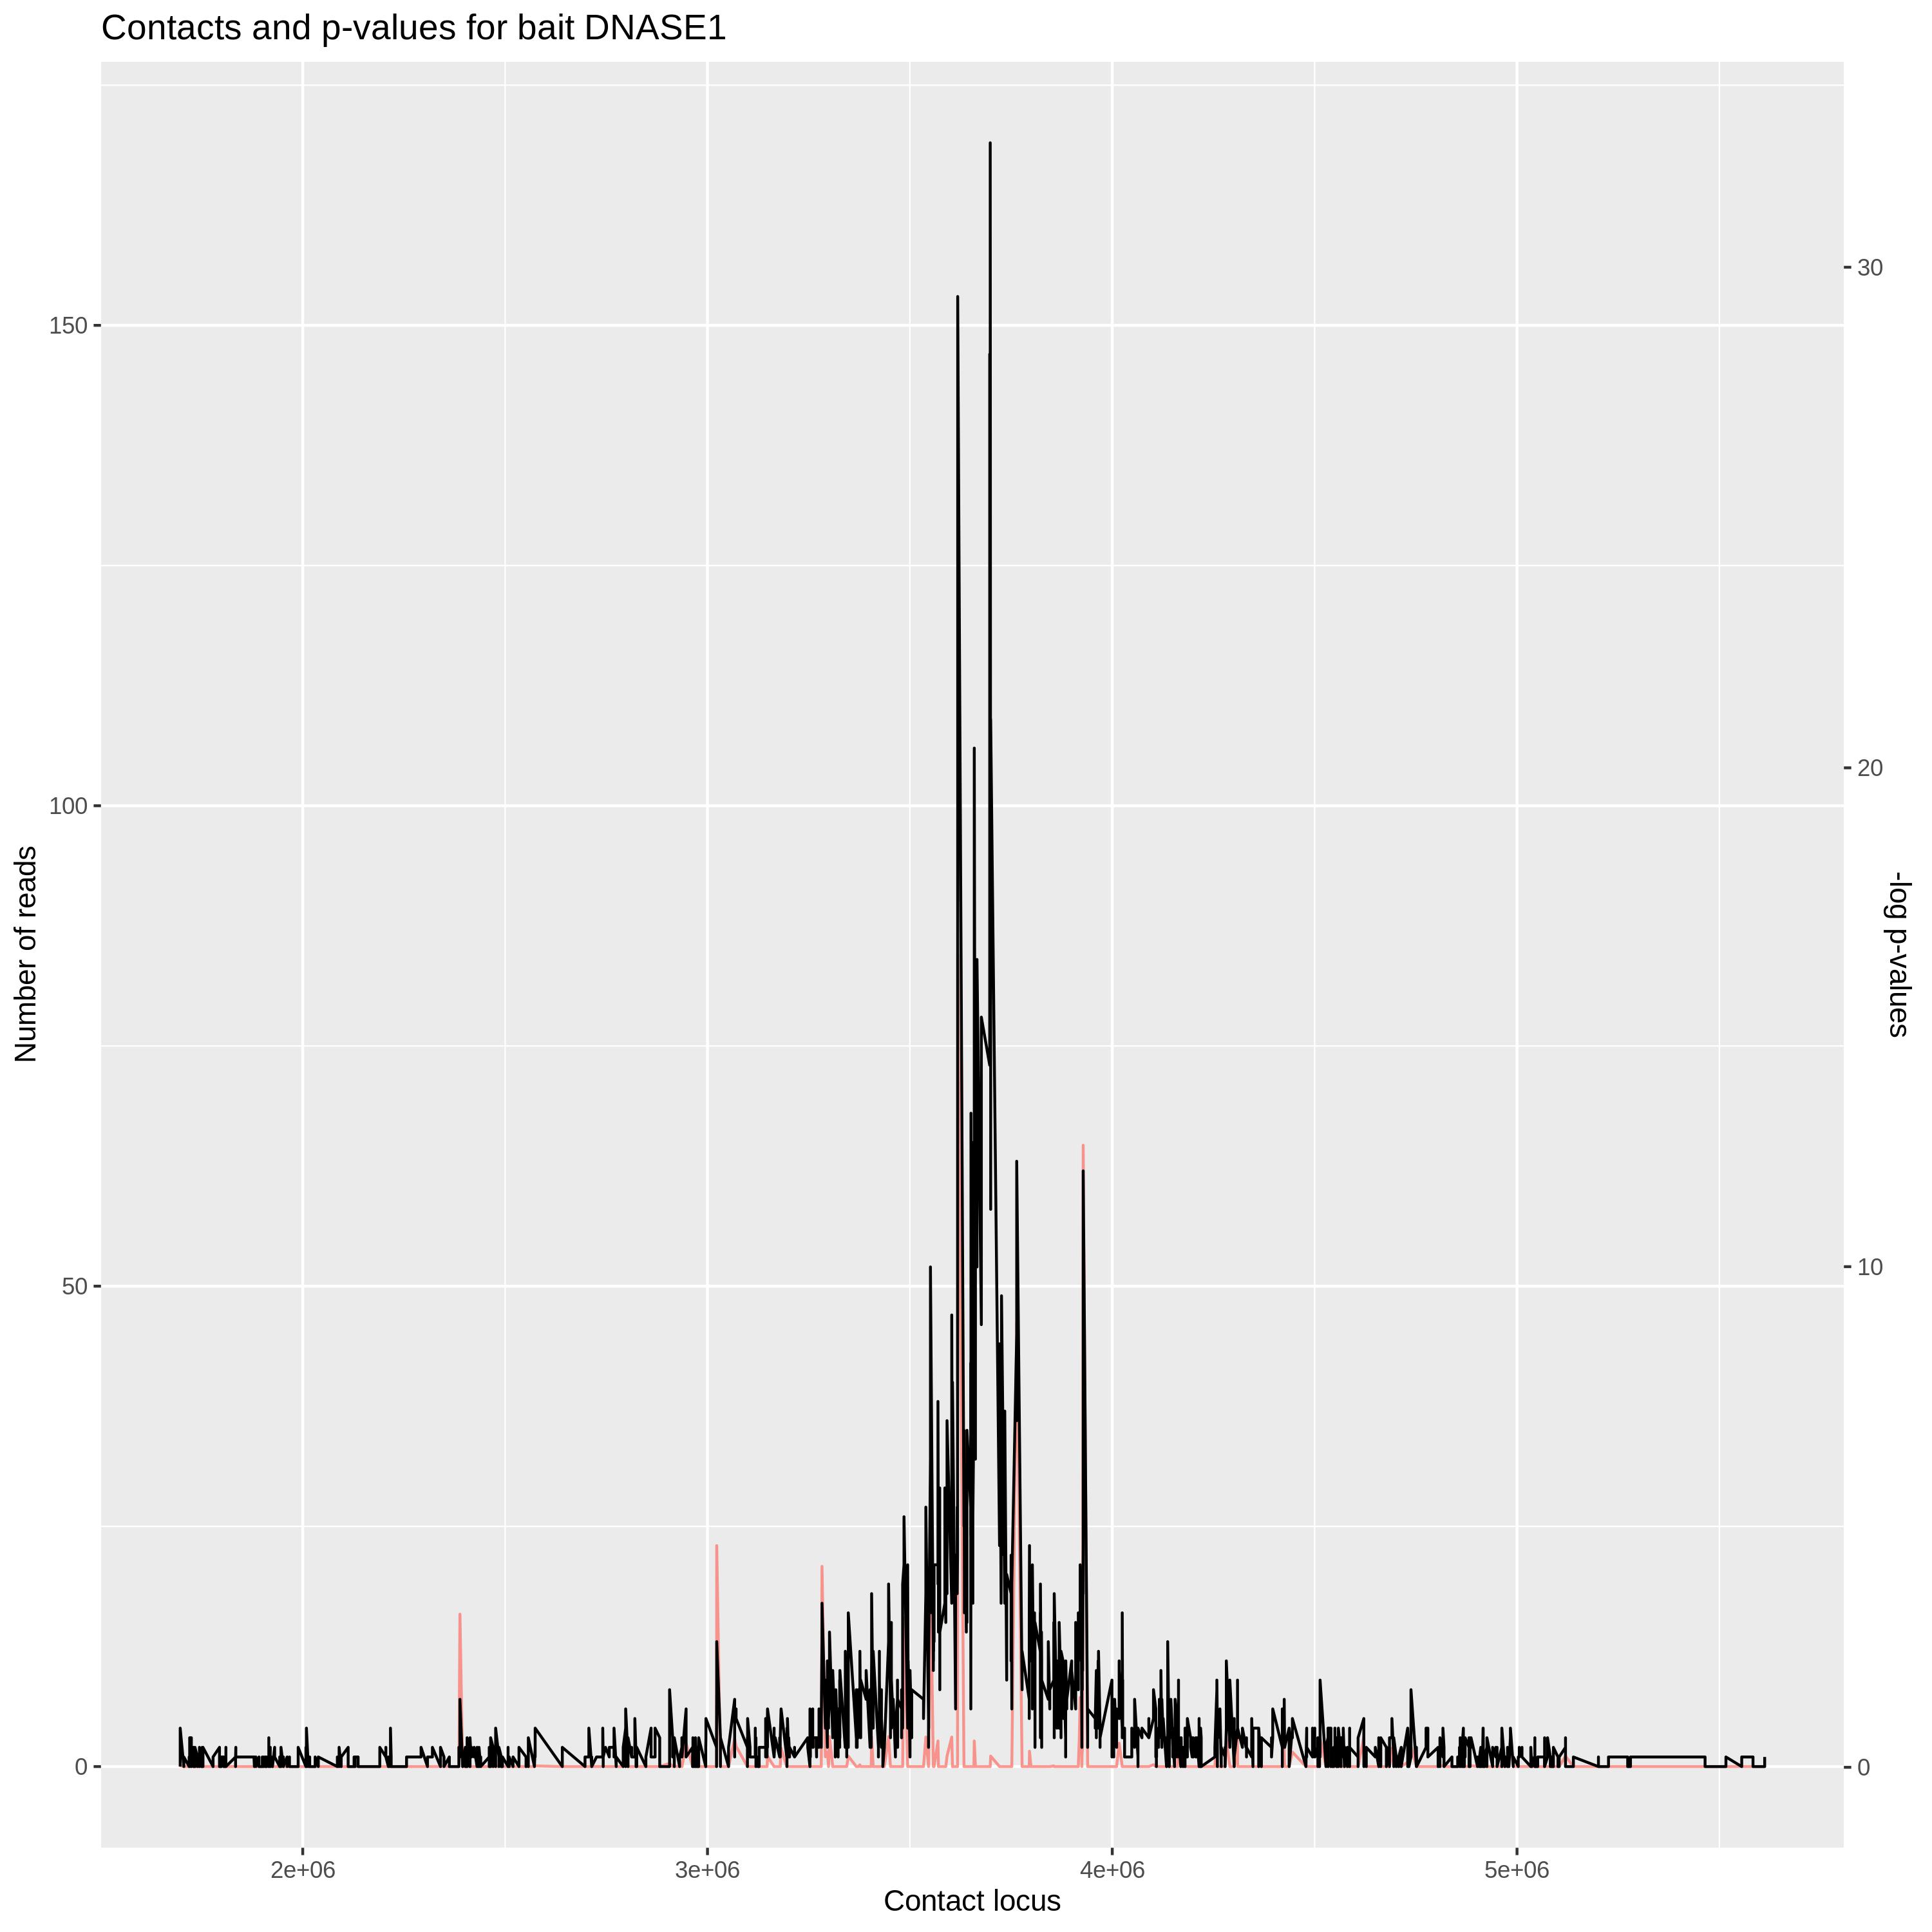 Contacts and p-values for bait DNASE1
Number of reads
150
100
50
0
30
20
10
0
-log p-values
2e+06 3e+06 4e+06 5e+06
Contact locus